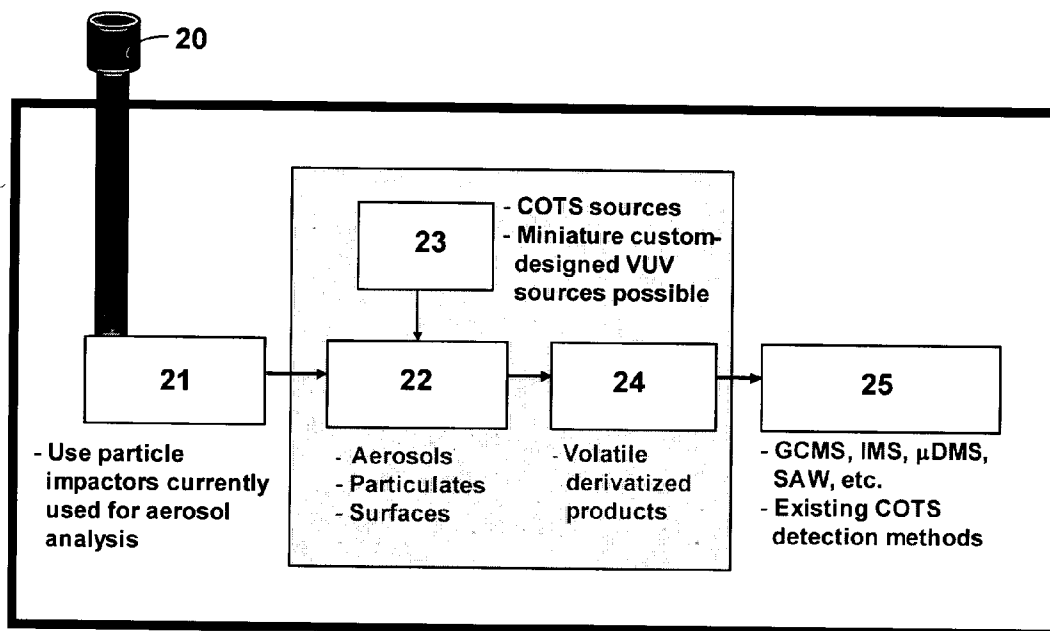 20
23
- COTS sources
- Miniature custom-
designed VUV
sources possible
21
22
24
25
- Use particle
impactors currently
used for aerosol
analysis
- Aerosols
- Particulates
- Surfaces
- Volatile
derivatized
products
- GCMS, IMS, µDMS,
SAW, etc.
- Existing COTS
detection methods